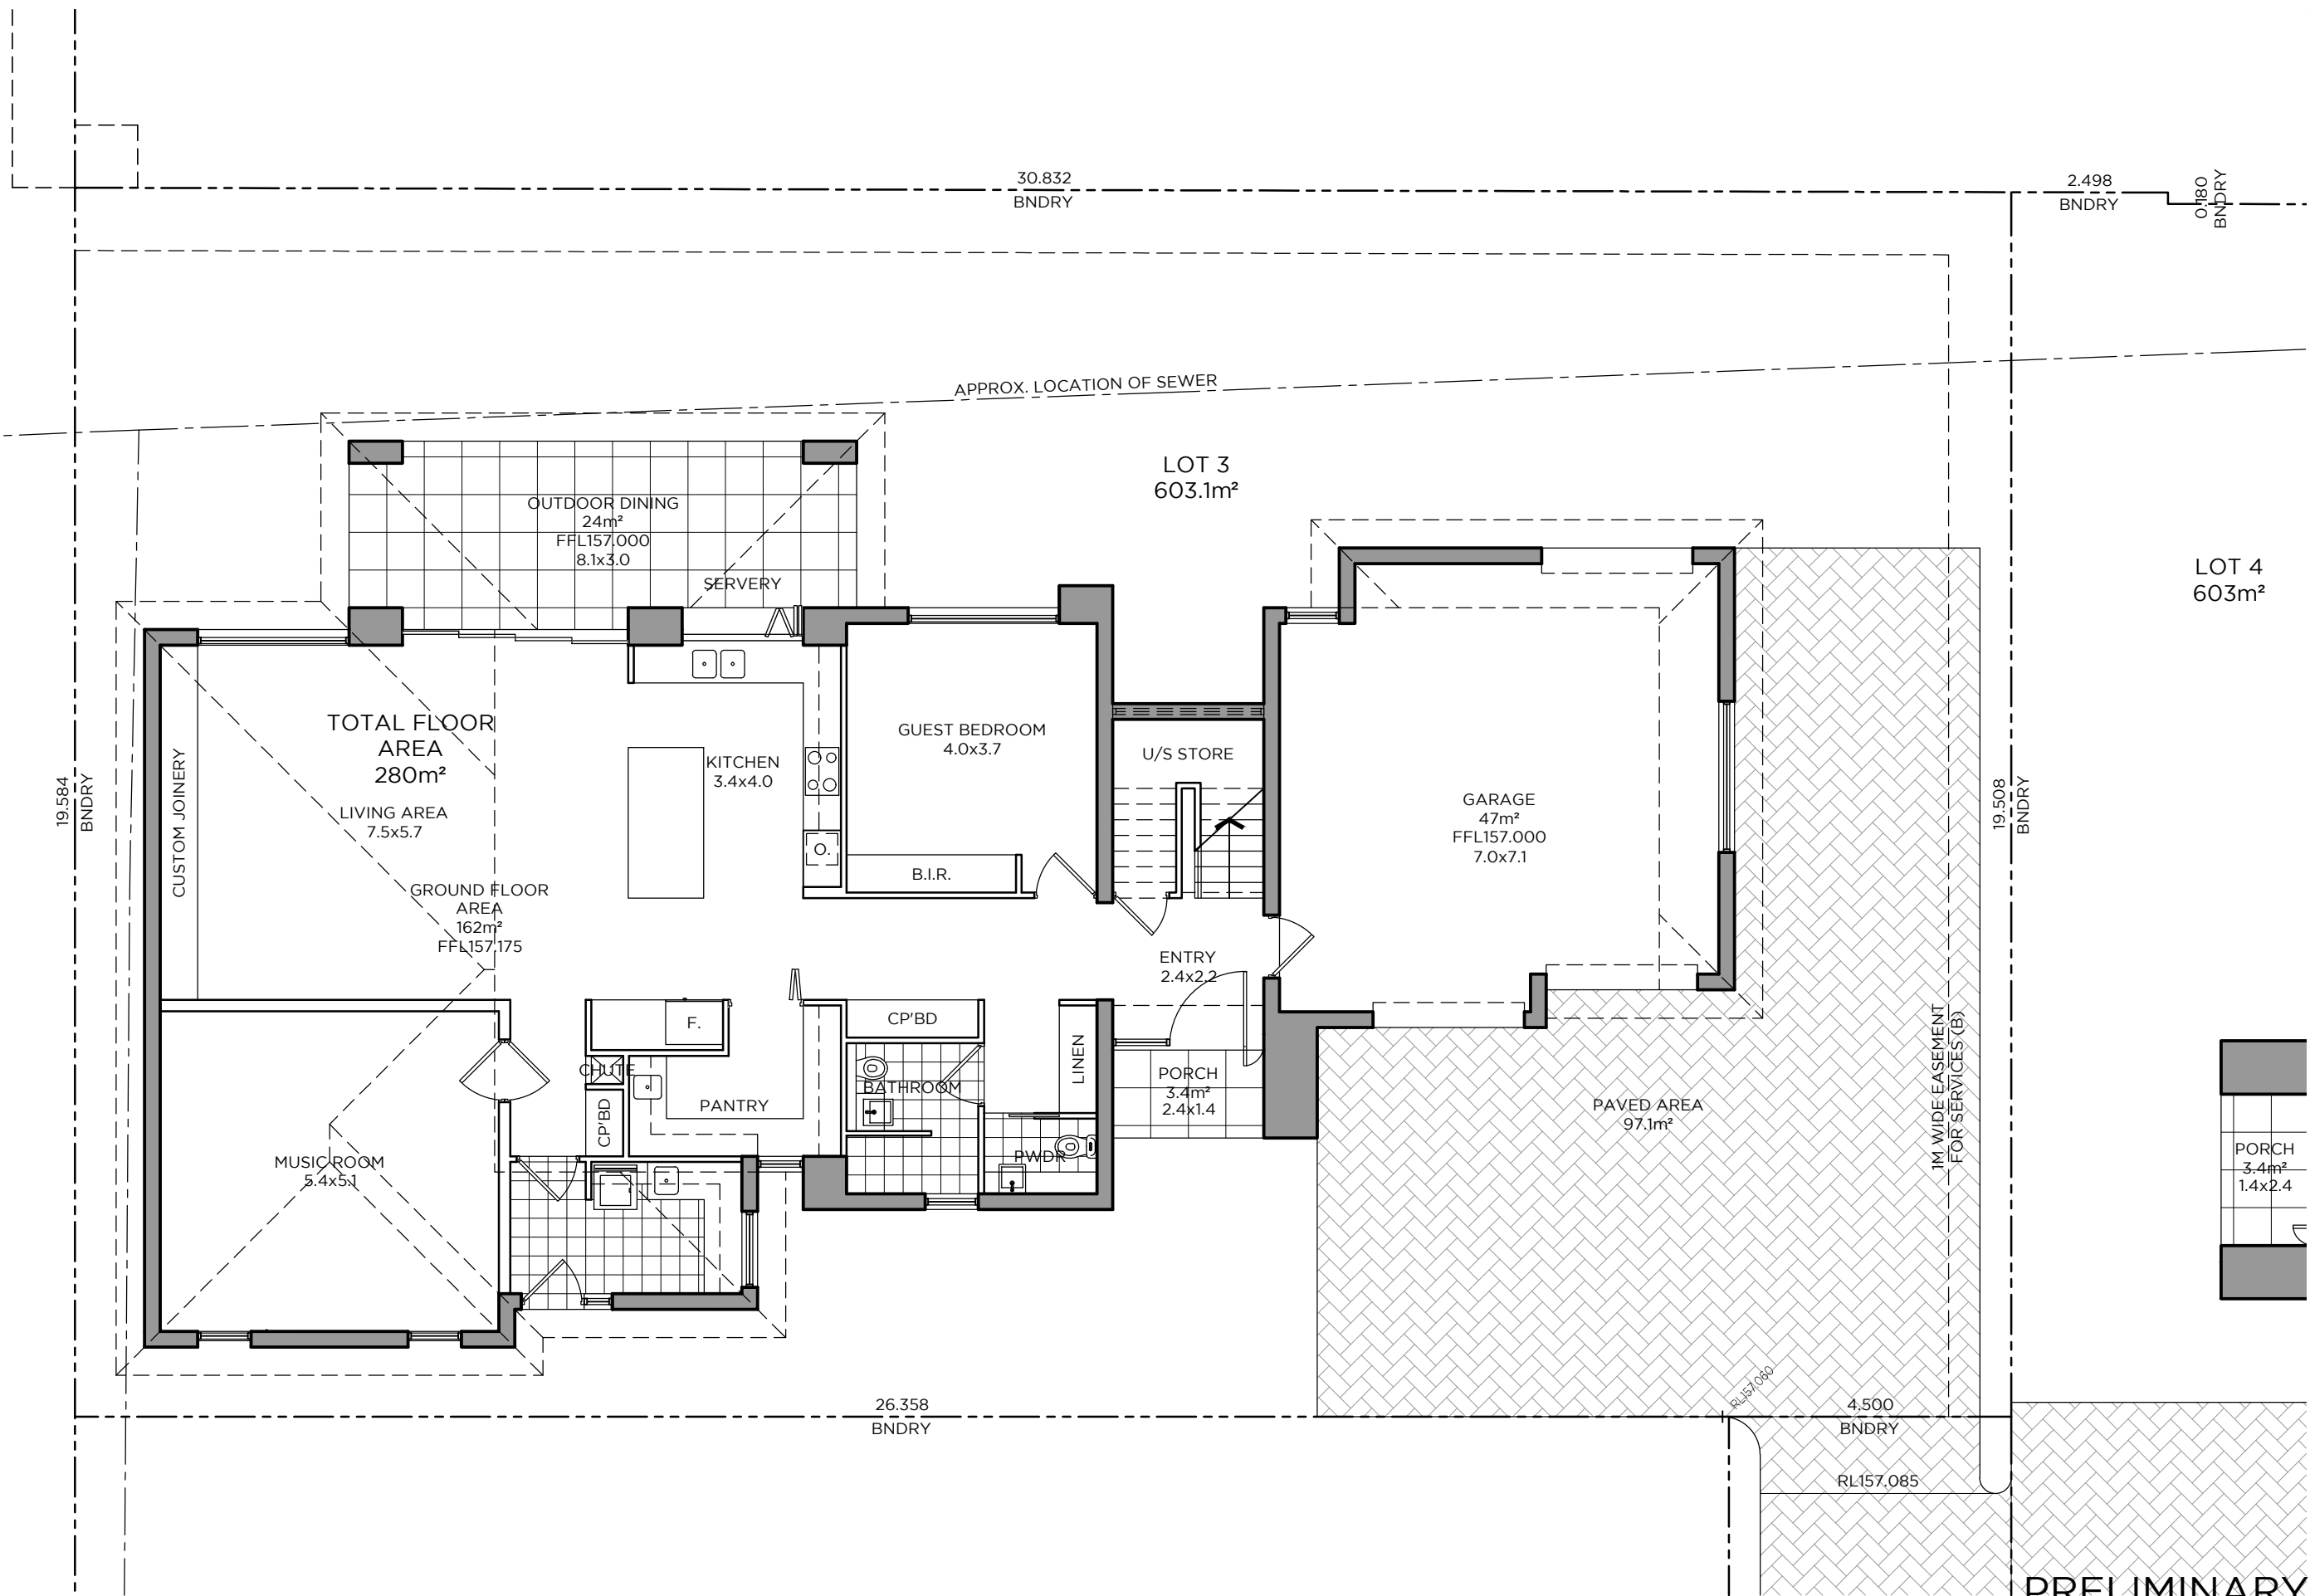 30.832
BNDRY
2.498
BNDRY
0.180
BNDRY
APPROX. LOCATION OF SEWER
LOT 3
603.1m²
LOT 4
603m²
OUTDOOR DINING
24m²
FFL157.000
8.1x3.0
SERVERY
TOTAL FLOOR
AREA
280m²
LIVING AREA
7.5x5.7
CUSTOM JOINERY
19.584
BNDRY
KITCHEN
3.4x4.0
O.
GUEST BEDROOM
4.0x3.7
B.I.R.
U/S STORE
GARAGE
47m²
FFL157.000
7.0x7.1
19.508
BNDRY
GROUND FLOOR
AREA
162m²
FFL157.175
ENTRY
2.4x2.2
F.
CP'BD
LINEN
CHUTE
CP'BD
PANTRY
BATHROOM
PWDR
PORCH
3.4m²
2.4x1.4
PAVED AREA
97.1m²
1M WIDE EASEMENT
FOR SERVICES (B)
PORCH
3.4m²
1.4x2.4
MUSIC ROOM
5.4x5.1
26.358
BNDRY
RL157.060
4.500
BNDRY
RL157.085
PRELIMINARY